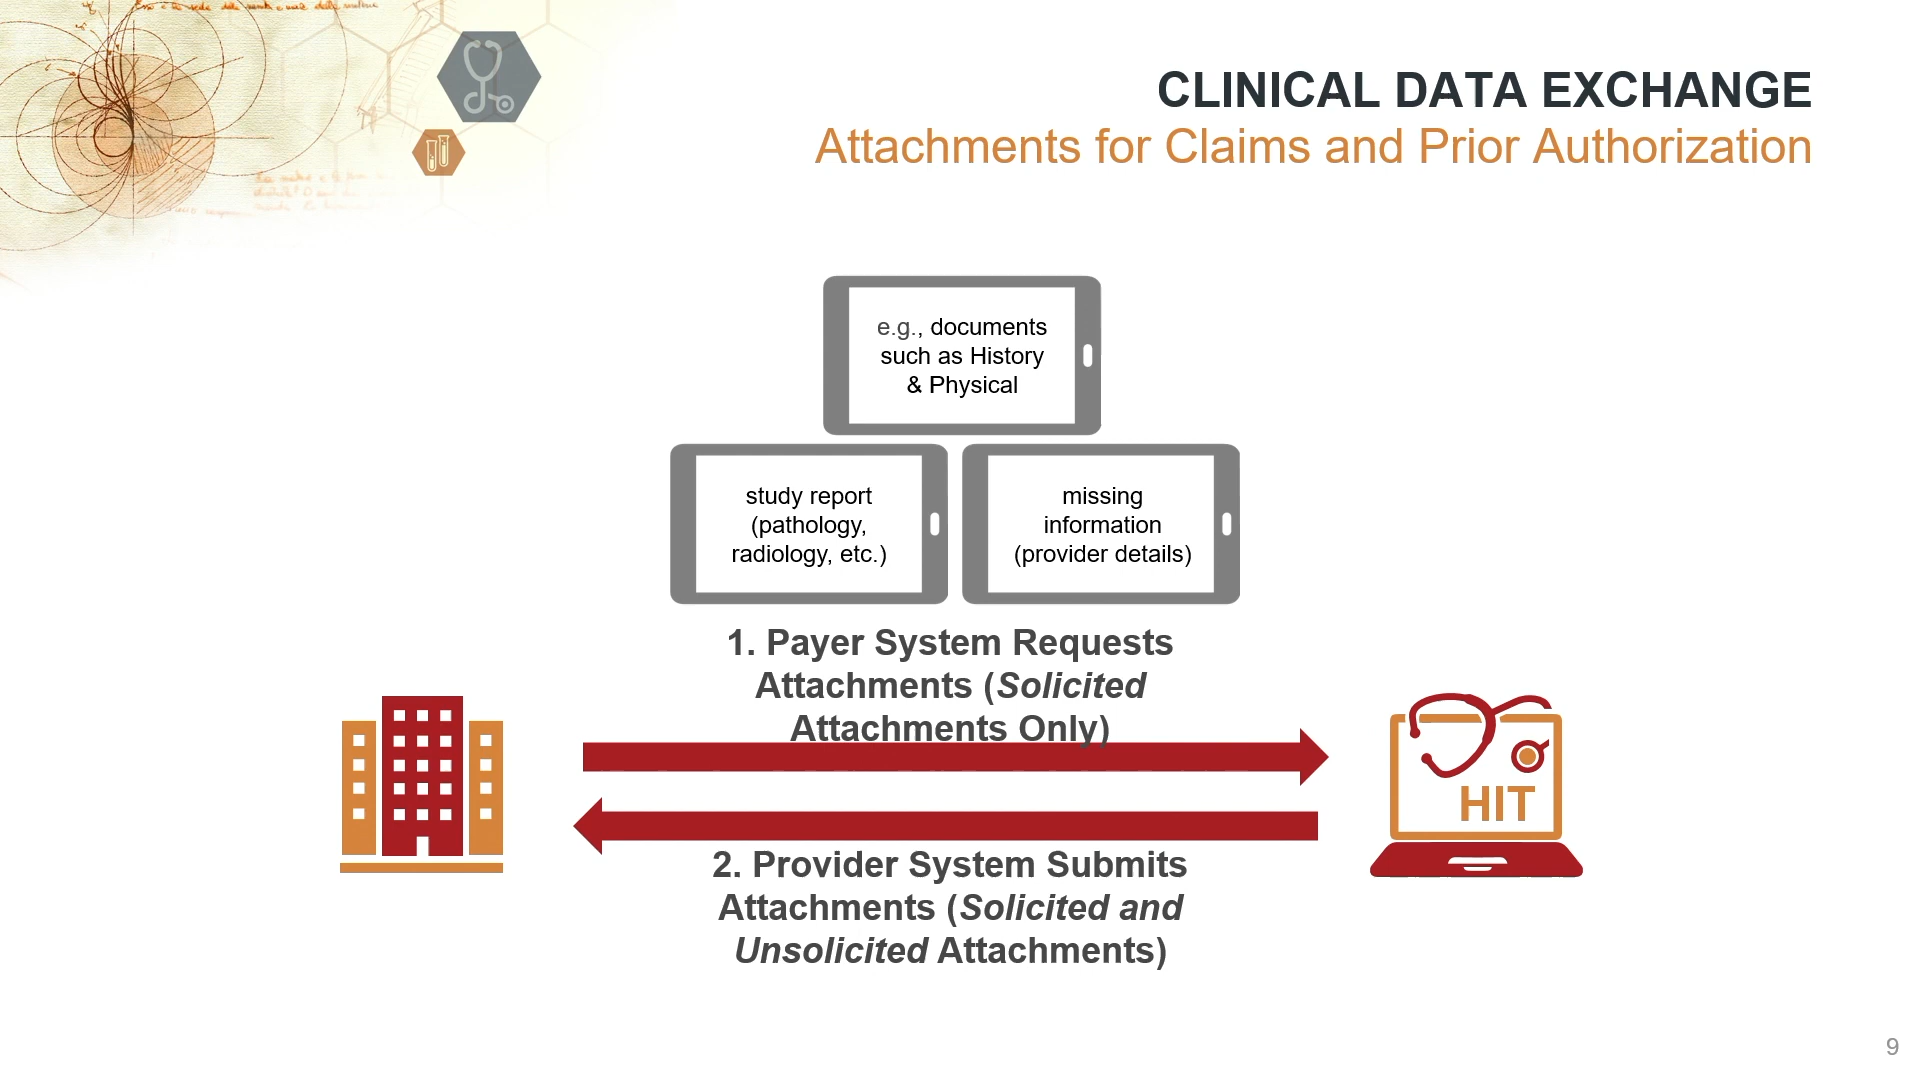 CLINICAL DATA EXCHANGE
Attachments for Claims and Prior Authorization
e.g., documents
such as History
& Physical
study report
(pathology,
radiology, etc.)
missing
information
(provider details)
1. Payer System Requests
Attachments (Solicited
Attachments Only)
HIT
2. Provider System Submits
Attachments (Solicited and
Unsolicited Attachments)
9